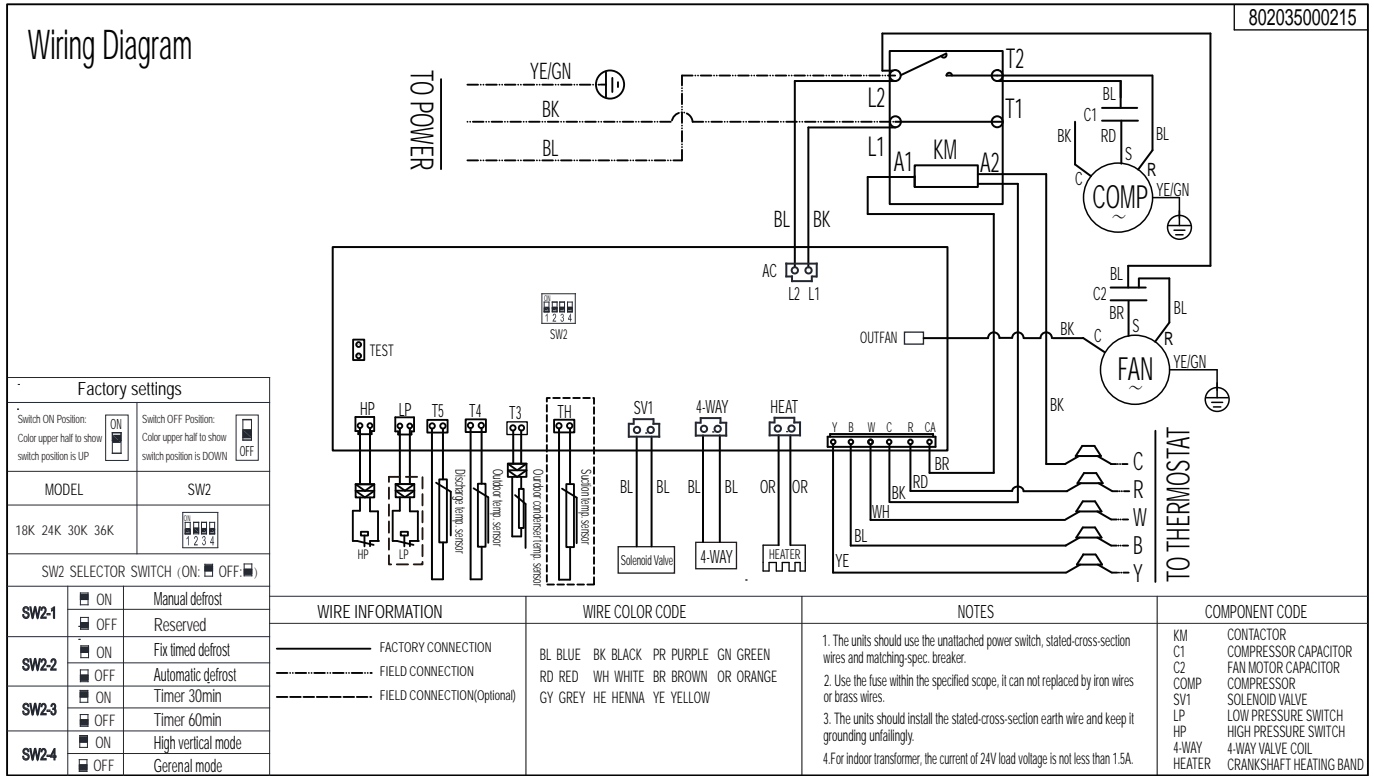 802035000215
Wiring Diagram
TO POWER
YE/GN
BK
BL
T2
L2
T1
L1
A1 KM A2
BL
C1
BK RD BL
S
R
C
COMP
YE/GN
BL BK
AC
L2 L1
ON
1 2 3 4
SW2
TEST
OUTFAN
BL
C2
BR BL
S
BK C R
FAN
YE/GN
BK
HP LP T5 T4 T3 TH SV1 4-WAY HEAT
Y B W C R CA
Discharge temp. sensor
Outdoor temp. sensor
Ourdoor condenser temp. sensor
Suction temp. sensor
BL BL BL BL OR OR
HP LP
Solenoid Valve 4-WAY HEATER
BR
RD
BK
WH
BL
YE
C
R
W
B
Y
TO THERMOSTAT
Factory settings
Switch ON Position:
Color upper half to show
switch position is UP
ON
Switch OFF Position:
Color upper half to show
switch position is DOWN
OFF
MODEL SW2
18K 24K 30K 36K
ON
1 2 3 4
SW2 SELECTOR SWITCH (ON: OFF: )
SW2-1 ON Manual defrost
OFF Reserved
SW2-2 ON Fix timed defrost
OFF Automatic defrost
SW2-3 ON Timer 30min
OFF Timer 60min
SW2-4 ON High vertical mode
OFF Gerenal mode
WIRE INFORMATION
FACTORY CONNECTION
FIELD CONNECTION
FIELD CONNECTION(Optional)
WIRE COLOR CODE
BL BLUE BK BLACK PR PURPLE GN GREEN
RD RED WH WHITE BR BROWN OR ORANGE
GY GREY HE HENNA YE YELLOW
NOTES
1. The units should use the unattached power switch, stated-cross-section
wires and matching-spec. breaker.
2. Use the fuse within the specified scope, it can not replaced by iron wires
or brass wires.
3. The units should install the stated-cross-section earth wire and keep it
grounding unfailingly.
4.For indoor transformer, the current of 24V load voltage is not less than 1.5A.
COMPONENT CODE
KM CONTACTOR
C1 COMPRESSOR CAPACITOR
C2 FAN MOTOR CAPACITOR
COMP COMPRESSOR
SV1 SOLENOID VALVE
LP LOW PRESSURE SWITCH
HP HIGH PRESSURE SWITCH
4-WAY 4-WAY VALVE COIL
HEATER CRANKSHAFT HEATING BAND